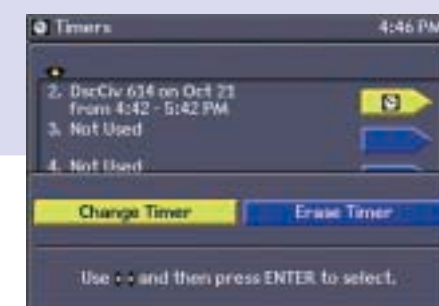 Timers 4:46 PM
2. DscCiv 614 on Oct 21
from 4:42 - 5:42 PM
3. Not Used
4. Not Used
Change Timer Erase Timer
Use and then press ENTER to select.